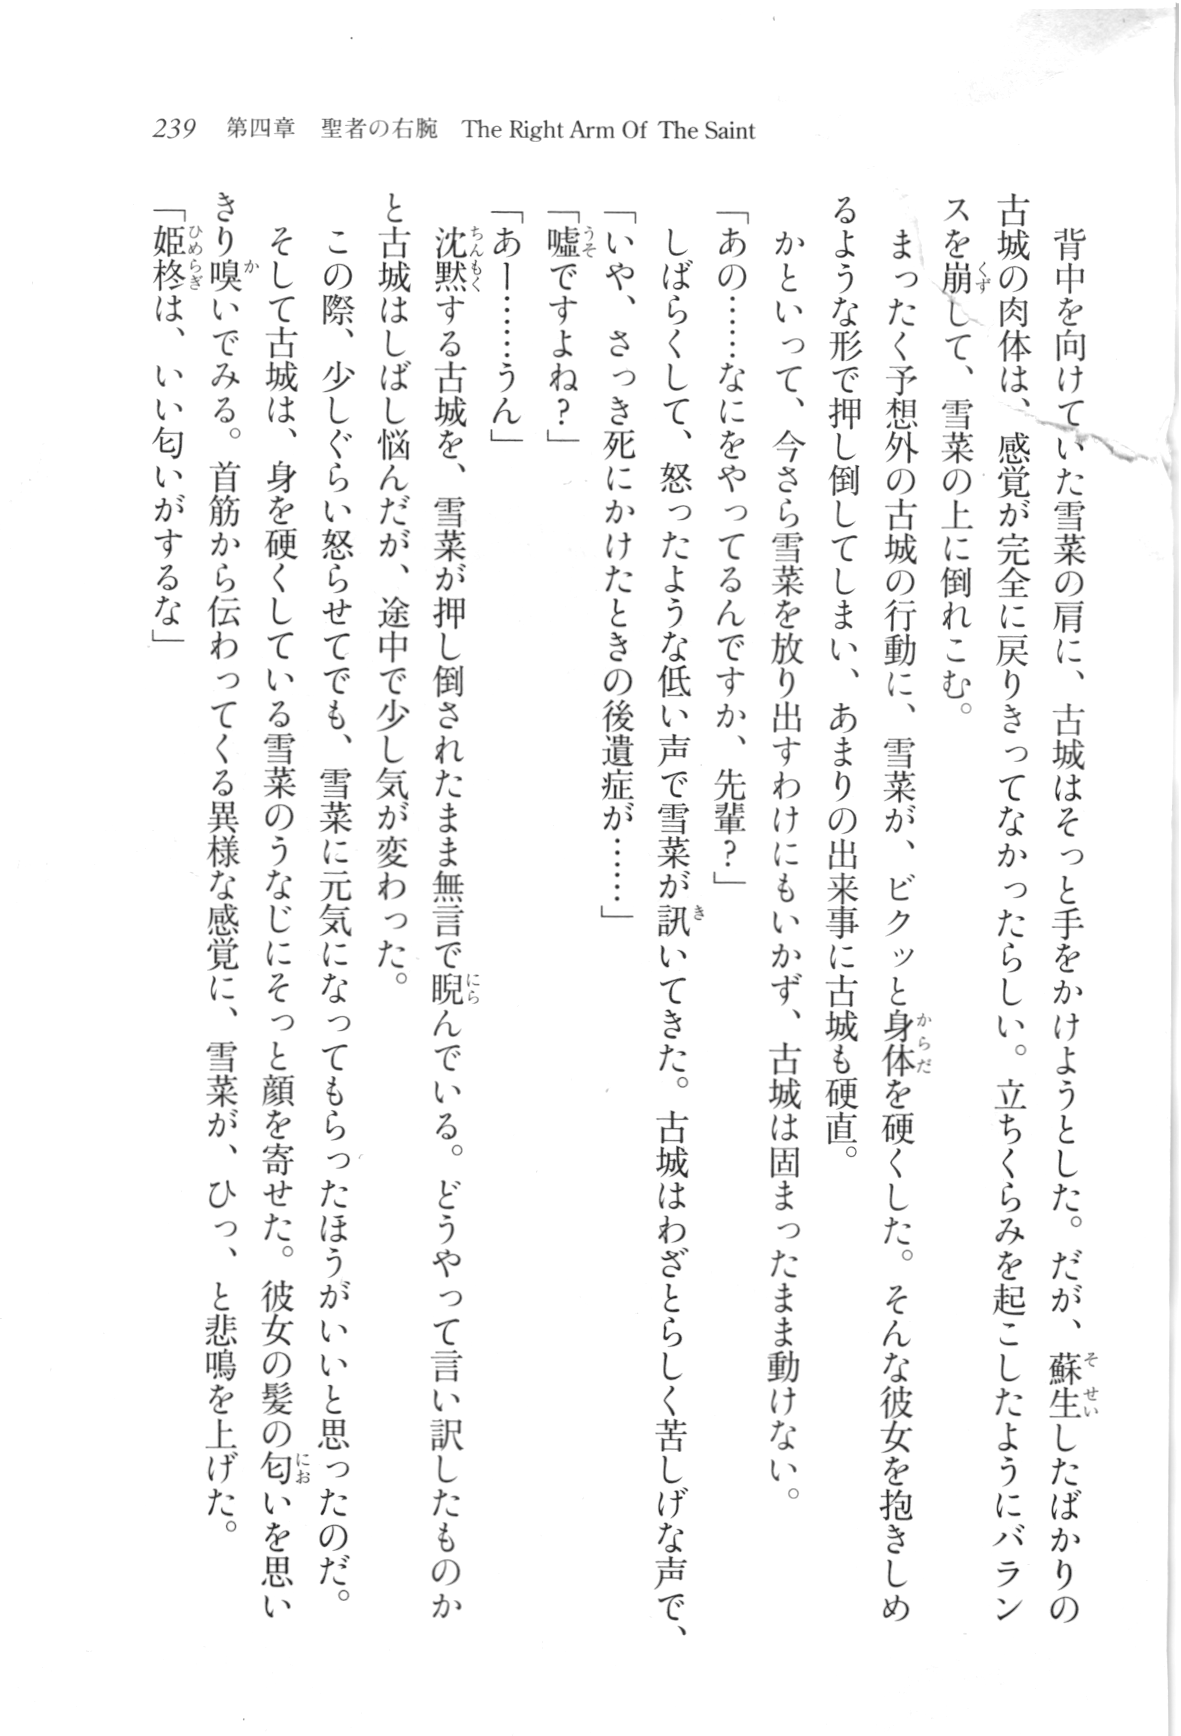 239 第四章 聖者の右腕 The Right Arm Of The Saint
　背中を向けていた雪菜の肩に、古城はそっと手をかけようとした。だが、蘇生したばかりの
古城の肉体は、感覚が完全に戻りきってなかったらしい。立ちくらみを起こしたようにバラン
スを崩して、雪菜の上に倒れこむ。
　まったく予想外の古城の行動に、雪菜が、ビクッと身体を硬くした。そんな彼女を抱きしめ
るような形で押し倒してしまい、あまりの出来事に古城も硬直。
　かといって、今さら雪菜を放り出すわけにもいかず、古城は固まったまま動けない。
「あの……なにをやってるんですか、先輩？」
　しばらくして、怒ったような低い声で雪菜が訊いてきた。古城はわざとらしく苦しげな声で、
「いや、さっき死にかけたときの後遺症が……」
「嘘ですよね？」
「あー……うん」
　沈黙する古城を、雪菜が押し倒されたまま無言で睨んでいる。どうやって言い訳したものか
と古城はしばし悩んだが、途中で少し気が変わった。
　この際、少しぐらい怒らせてでも、雪菜に元気になってもらったほうがいいと思ったのだ。
　そして古城は、身を硬くしている雪菜のうなじにそっと顔を寄せた。彼女の髪の匂いを思い
きり嗅いでみる。首筋から伝わってくる異様な感覚に、雪菜が、ひっ、と悲鳴を上げた。
「姫柊は、いい匂いがするな」